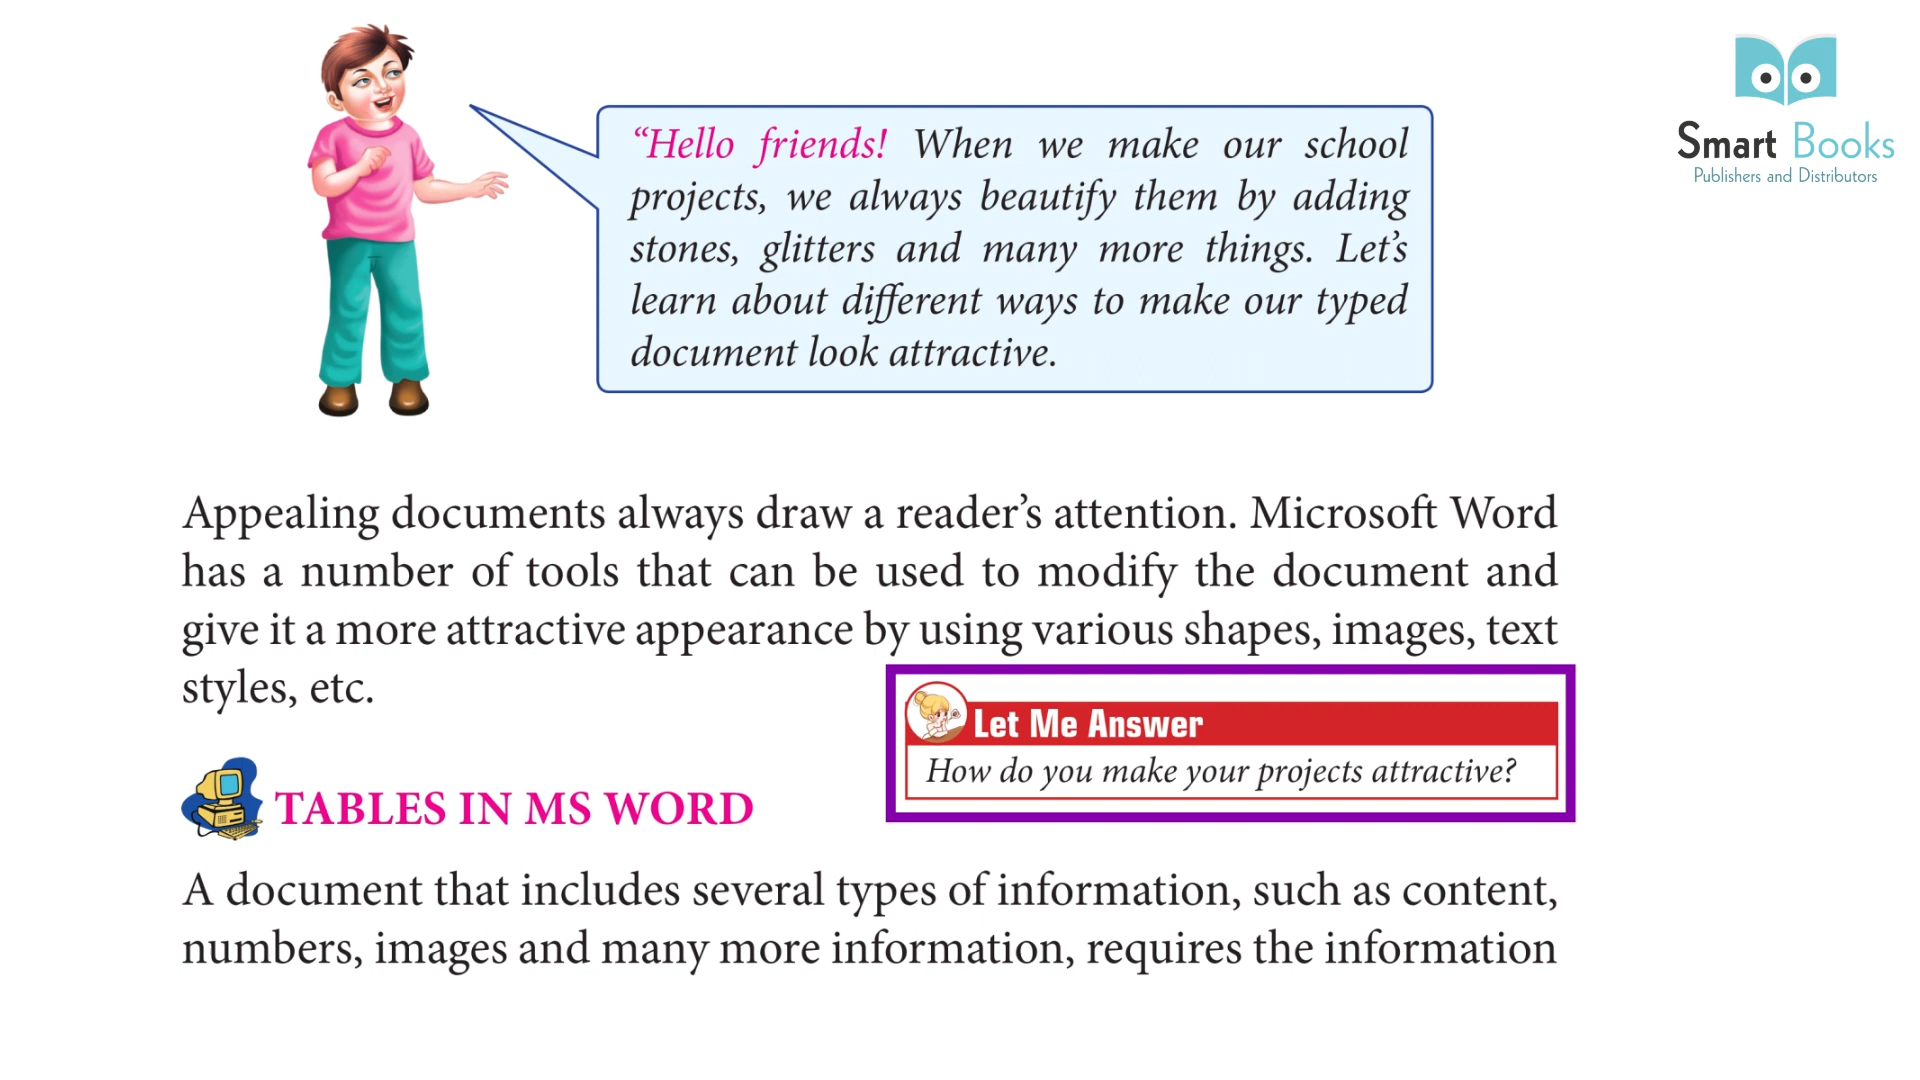 Smart Books
Publishers and Distributors
“Hello friends! When we make our school
projects, we always beautify them by adding
stones, glitters and many more things. Let’s
learn about different ways to make our typed
document look attractive.
Appealing documents always draw a reader’s attention. Microsoft Word
has a number of tools that can be used to modify the document and
give it a more attractive appearance by using various shapes, images, text
styles, etc.
Let Me Answer
How do you make your projects attractive?
TABLES IN MS WORD
A document that includes several types of information, such as content,
numbers, images and many more information, requires the information